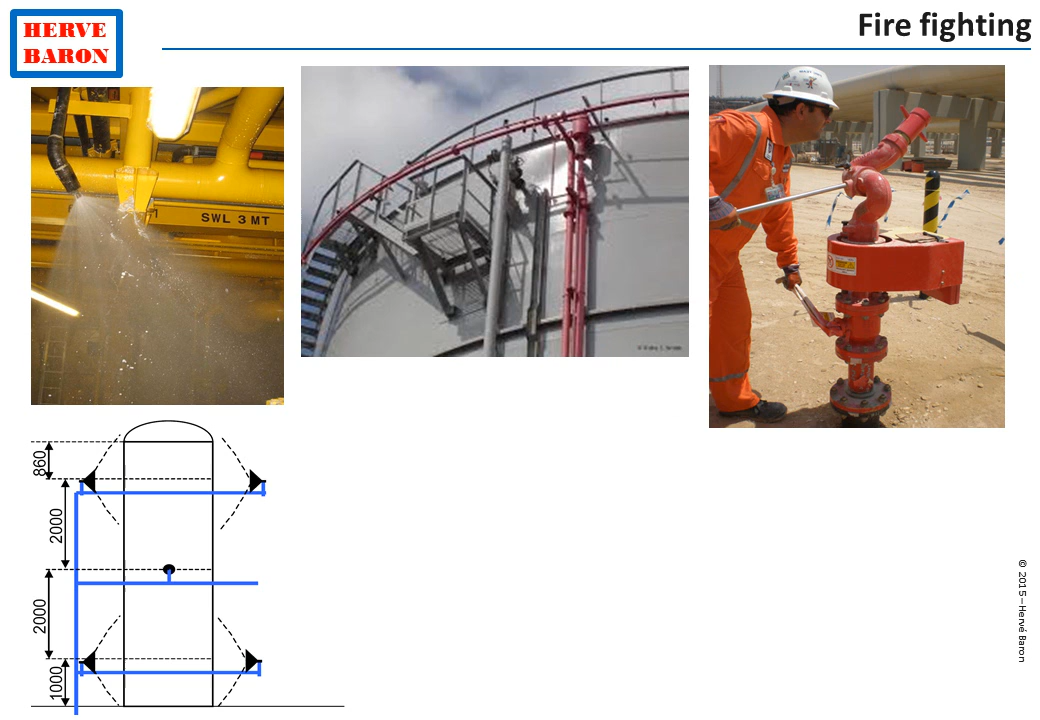 HERVE
BARON
Fire fighting
SWL 3 MT
860
2000
2000
1000
© 2015 – Hervé Baron